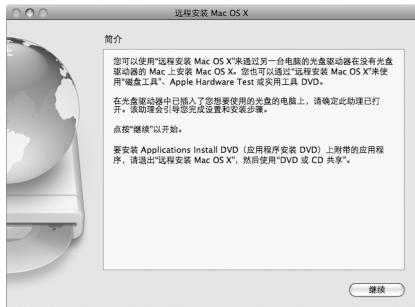 远程安装 Mac OS X
简介
您可以使用“远程安装 Mac OS X”来通过另一台电脑的光盘驱动器在没有光盘
驱动器的 Mac 上安装 Mac OS X。您也可以通过“远程安装 Mac OS X”来使
用“磁盘工具”、Apple Hardware Test 或实用工具 DVD。
在光盘驱动器中已插入了您想要使用的光盘的电脑上，请确定此助理已打
开。该助理会引导您完成设置和安装步骤。
点按“继续”以开始。
要安装 Applications Install DVD（应用程序安装 DVD）上附带的应用程
序，请退出“远程安装 Mac OS X”，然后使用“DVD 或 CD 共享”。
继续